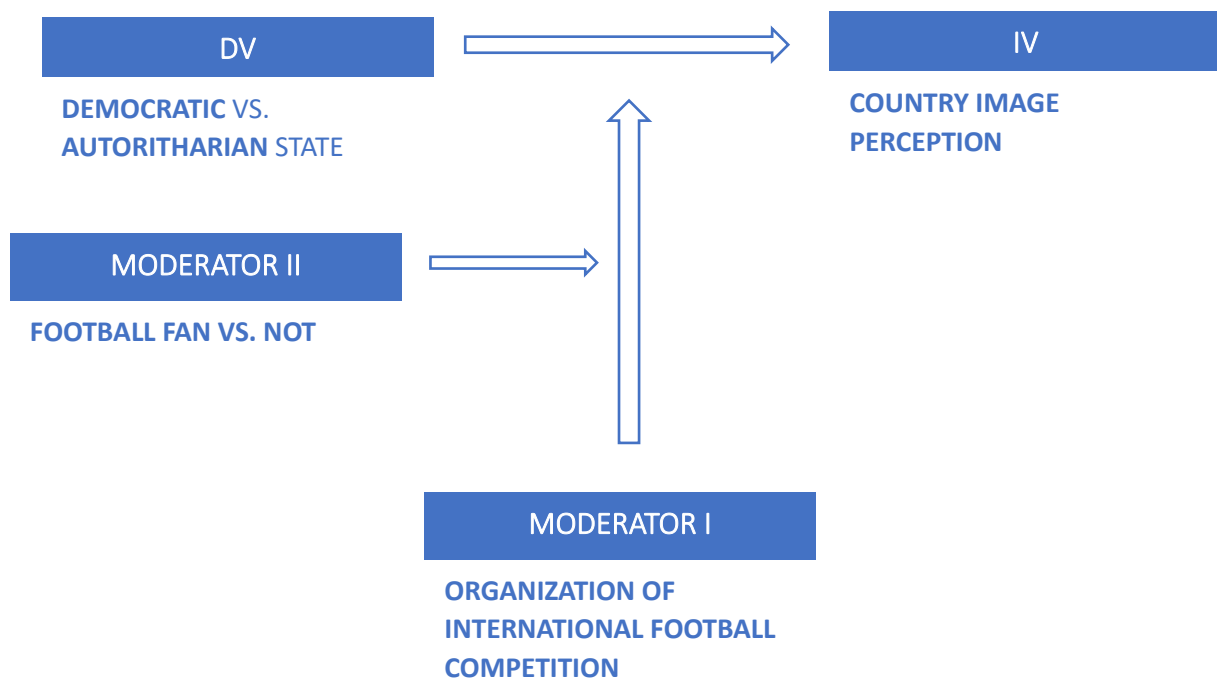 DV
IV
DEMOCRATIC VS.
AUTORITHARIAN STATE
COUNTRY IMAGE
PERCEPTION
MODERATOR II
FOOTBALL FAN VS. NOT
MODERATOR I
ORGANIZATION OF
INTERNATIONAL FOOTBALL
COMPETITION